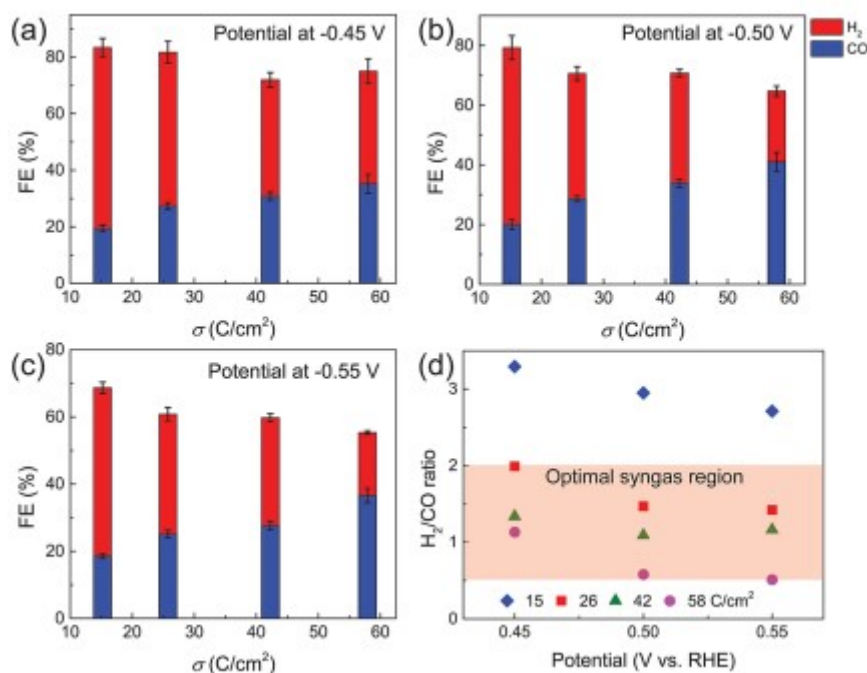 (a)
Potential at -0.45 V
FE (%)
80
60
40
20
0
10 20 30 40 50 60
σ (C/cm²)
(b)
Potential at -0.50 V
H₂
CO
FE (%)
80
60
40
20
0
10 20 30 40 50 60
σ (C/cm²)
(c)
Potential at -0.55 V
FE (%)
80
60
40
20
0
10 20 30 40 50 60
σ (C/cm²)
(d)
H₂/CO ratio
3
2
1
0
Optimal syngas region
15 26 42 58 C/cm²
0.45 0.50 0.55
Potential (V vs. RHE)